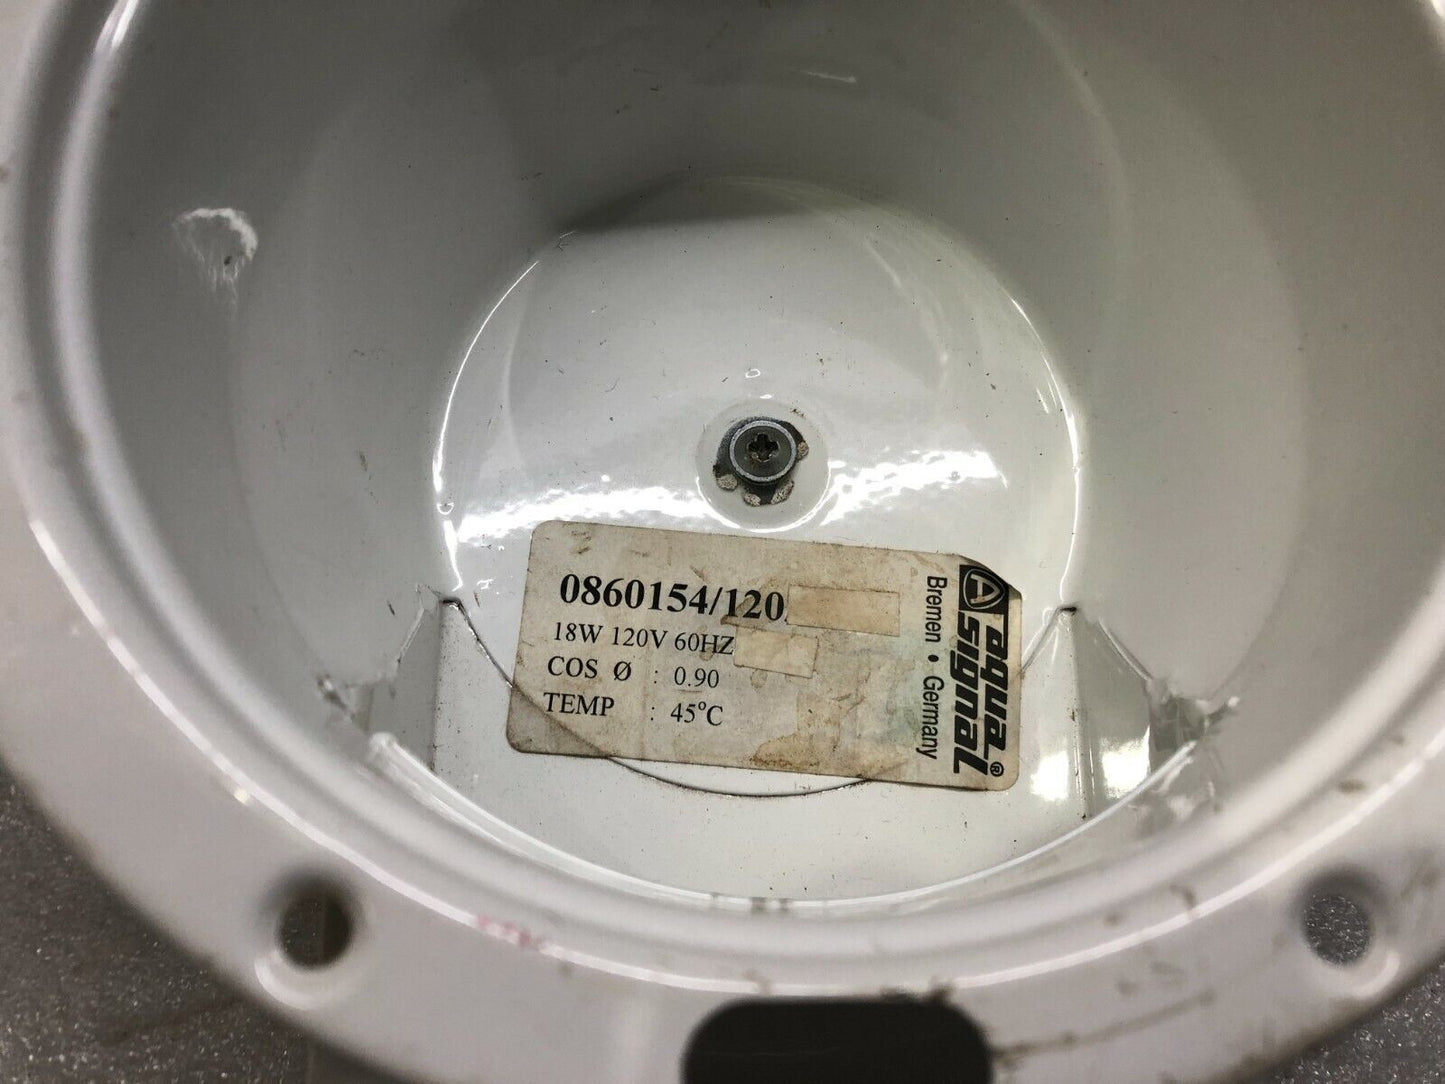 0860154/120
18W 120V 60HZ
COS Ø : 0.90
TEMP : 45°C
A aqua signal®
Bremen • Germany